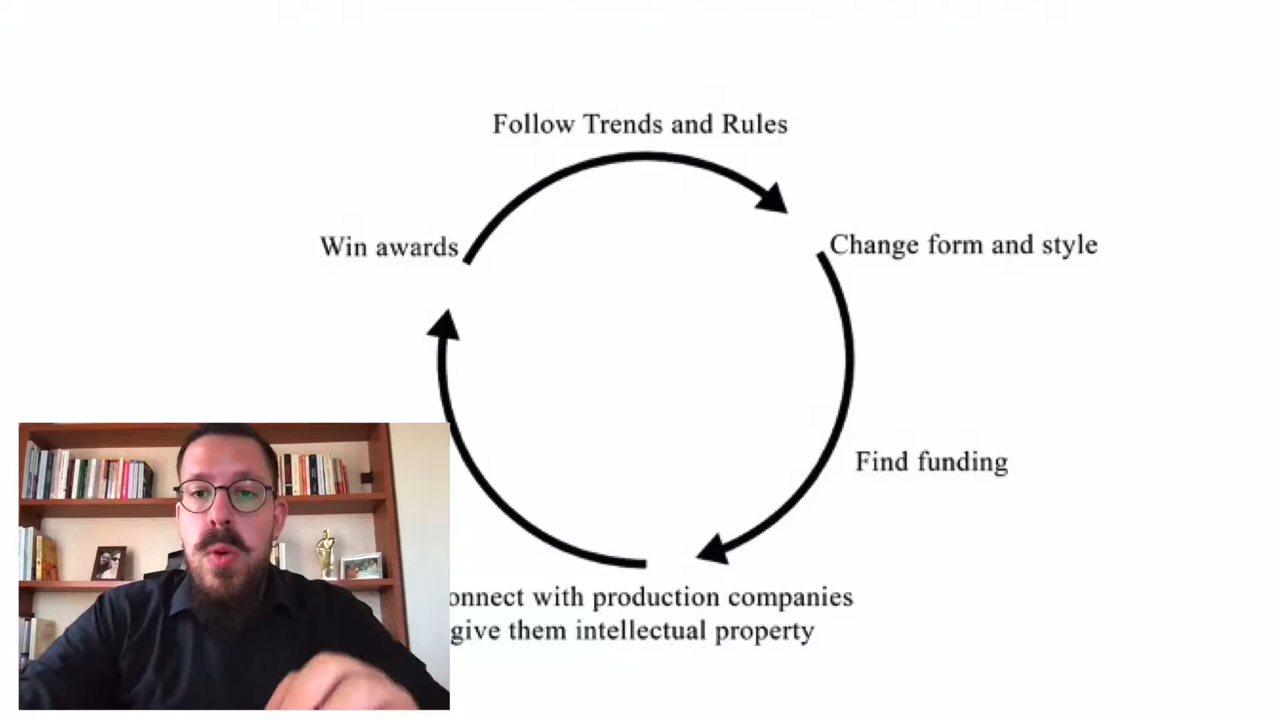 Follow Trends and Rules
Win awards
Change form and style
Find funding
onnect with production companies
give them intellectual property